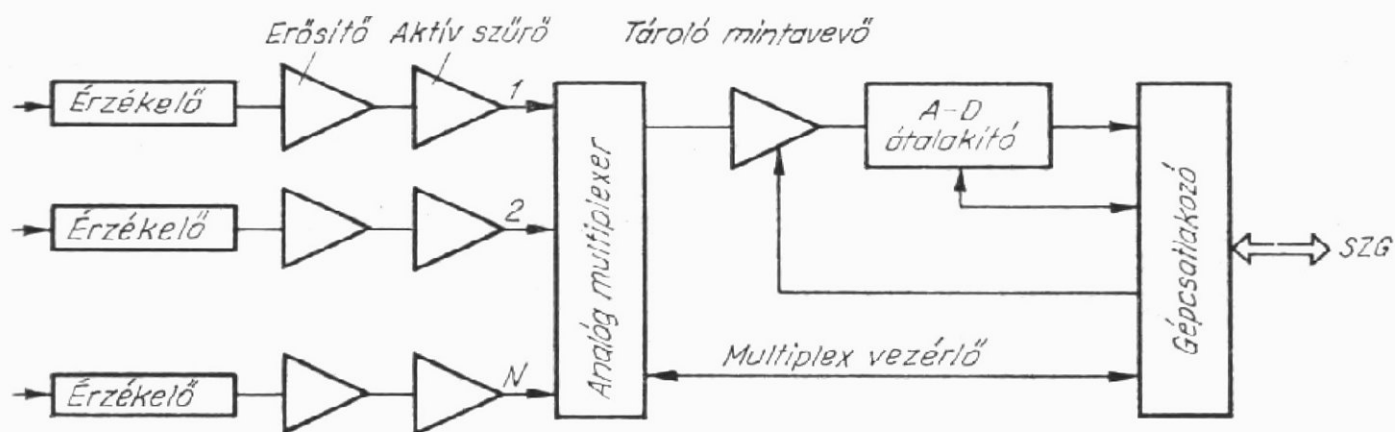 Erősítő
Aktív szűrő
Tároló mintavevő
Érzékelő
1
A-D
átalakító
Érzékelő
2
Analóg multiplexer
Gépcsatlakozó
SZG
Multiplex vezérlő
Érzékelő
N